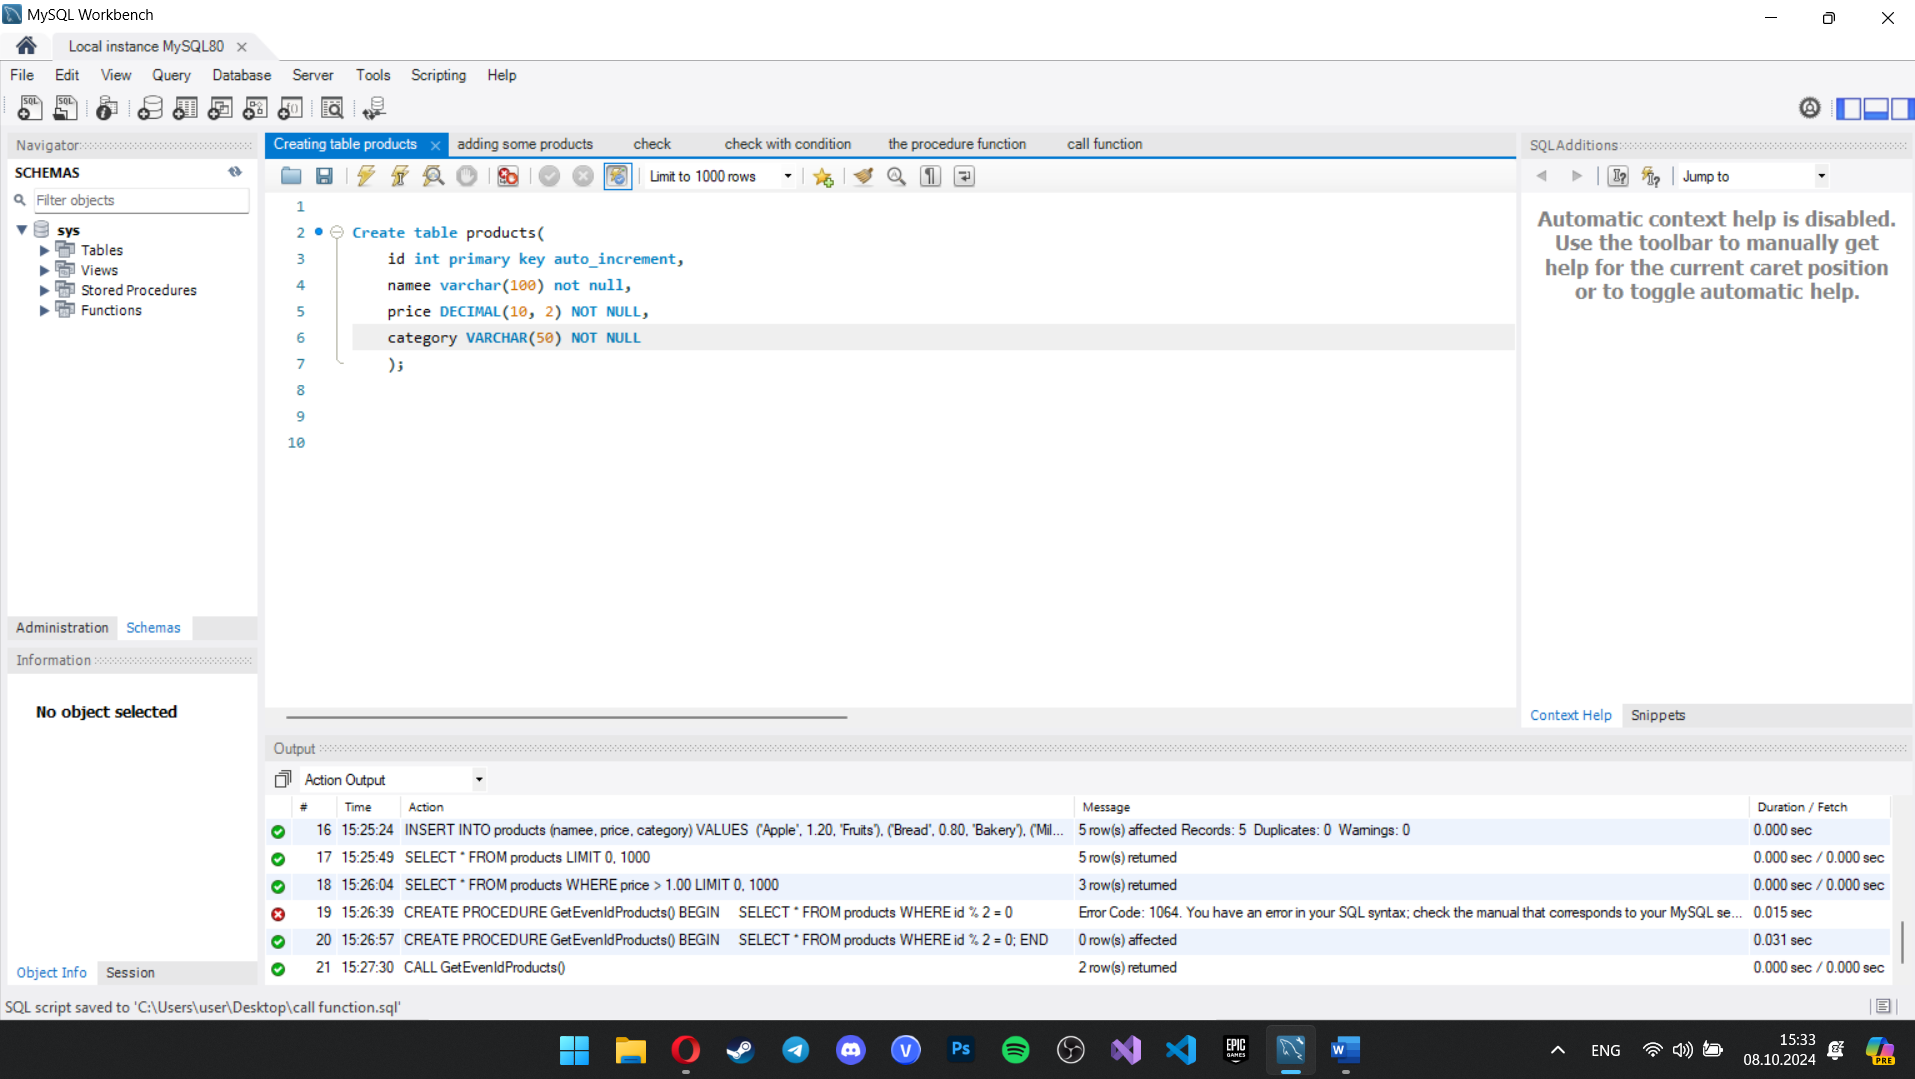 MySQL Workbench
Local instance MySQL80
File Edit View Query Database Server Tools Scripting Help
Navigator
SCHEMAS
Filter objects
sys
Tables
Views
Stored Procedures
Functions
Administration Schemas
Information
No object selected
Object Info Session
Creating table products adding some products check check with condition the procedure function call function
Limit to 1000 rows
1
2 Create table products(
3 id int primary key auto_increment,
4 namee varchar(100) not null,
5 price DECIMAL(10, 2) NOT NULL,
6 category VARCHAR(50) NOT NULL
7 );
8
9
10
SQLAdditions
Jump to
Automatic context help is disabled.
Use the toolbar to manually get
help for the current caret position
or to toggle automatic help.
Context Help Snippets
Output
Action Output
# Time Action Message Duration / Fetch
16 15:25:24 INSERT INTO products (namee, price, category) VALUES ('Apple', 1.20, 'Fruits'), ('Bread', 0.80, 'Bakery'), ('Mil... 5 row(s) affected Records: 5 Duplicates: 0 Warnings: 0 0.000 sec
17 15:25:49 SELECT * FROM products LIMIT 0, 1000 5 row(s) returned 0.000 sec / 0.000 sec
18 15:26:04 SELECT * FROM products WHERE price > 1.00 LIMIT 0, 1000 3 row(s) returned 0.000 sec / 0.000 sec
19 15:26:39 CREATE PROCEDURE GetEvenIdProducts() BEGIN SELECT * FROM products WHERE id % 2 = 0 Error Code: 1064. You have an error in your SQL syntax; check the manual that corresponds to your MySQL se... 0.015 sec
20 15:26:57 CREATE PROCEDURE GetEvenIdProducts() BEGIN SELECT * FROM products WHERE id % 2 = 0; END 0 row(s) affected 0.031 sec
21 15:27:30 CALL GetEvenIdProducts() 2 row(s) returned 0.000 sec / 0.000 sec
SQL script saved to 'C:\Users\user\Desktop\call function.sql'
V Ps EPIC GAMES W
ENG
15:33
08.10.2024
PRE